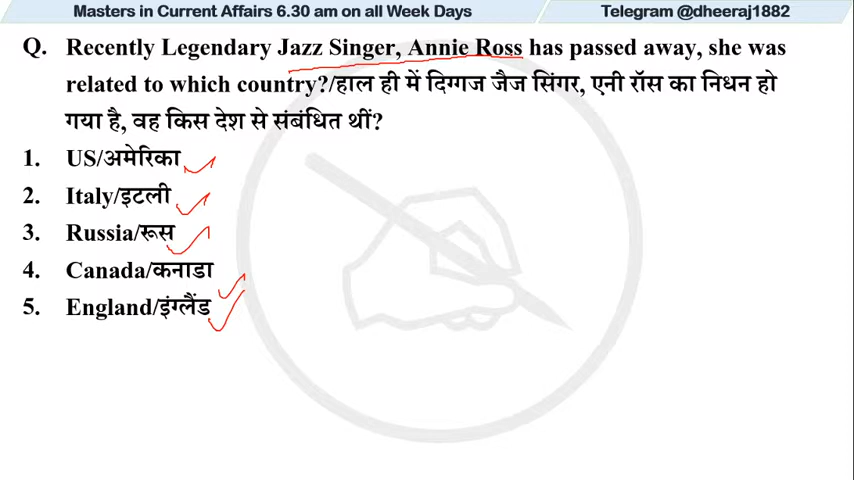 Masters in Current Affairs 6.30 am on all Week Days
Telegram @dheeraj1882
Q. Recently Legendary Jazz Singer, Annie Ross has passed away, she was
related to which country?/हाल ही में दिग्गज जैज सिंगर, एनी रॉस का निधन हो
गया है, वह किस देश से संबंधित थीं?
1. US/अमेरिका
2. Italy/इटली
3. Russia/रूस
4. Canada/कनाडा
5. England/इंग्लैंड